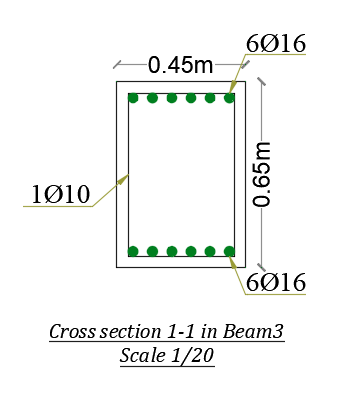 6Ø16
0.45m
0.65m
1Ø10
6Ø16
Cross section 1-1 in Beam3
Scale 1/20